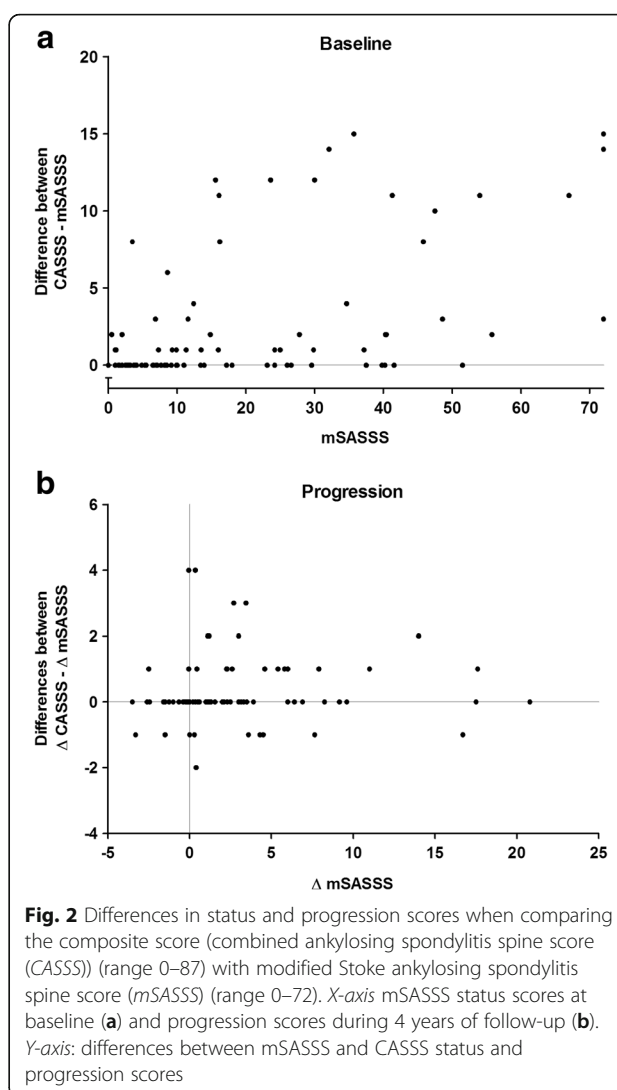 a
Baseline
Difference between
CASSS - mSASSS
20
15
10
5
0
0 10 20 30 40 50 60 70
mSASSS
b
Progression
Differences between
Δ CASSS - Δ mSASSS
6
4
2
0
-2
-4
-5 0 5 10 15 20 25
Δ mSASSS
Fig. 2 Differences in status and progression scores when comparing
the composite score (combined ankylosing spondylitis spine score
(CASSS)) (range 0–87) with modified Stoke ankylosing spondylitis
spine score (mSASSS) (range 0–72). X-axis mSASSS status scores at
baseline (a) and progression scores during 4 years of follow-up (b).
Y-axis: differences between mSASSS and CASSS status and
progression scores